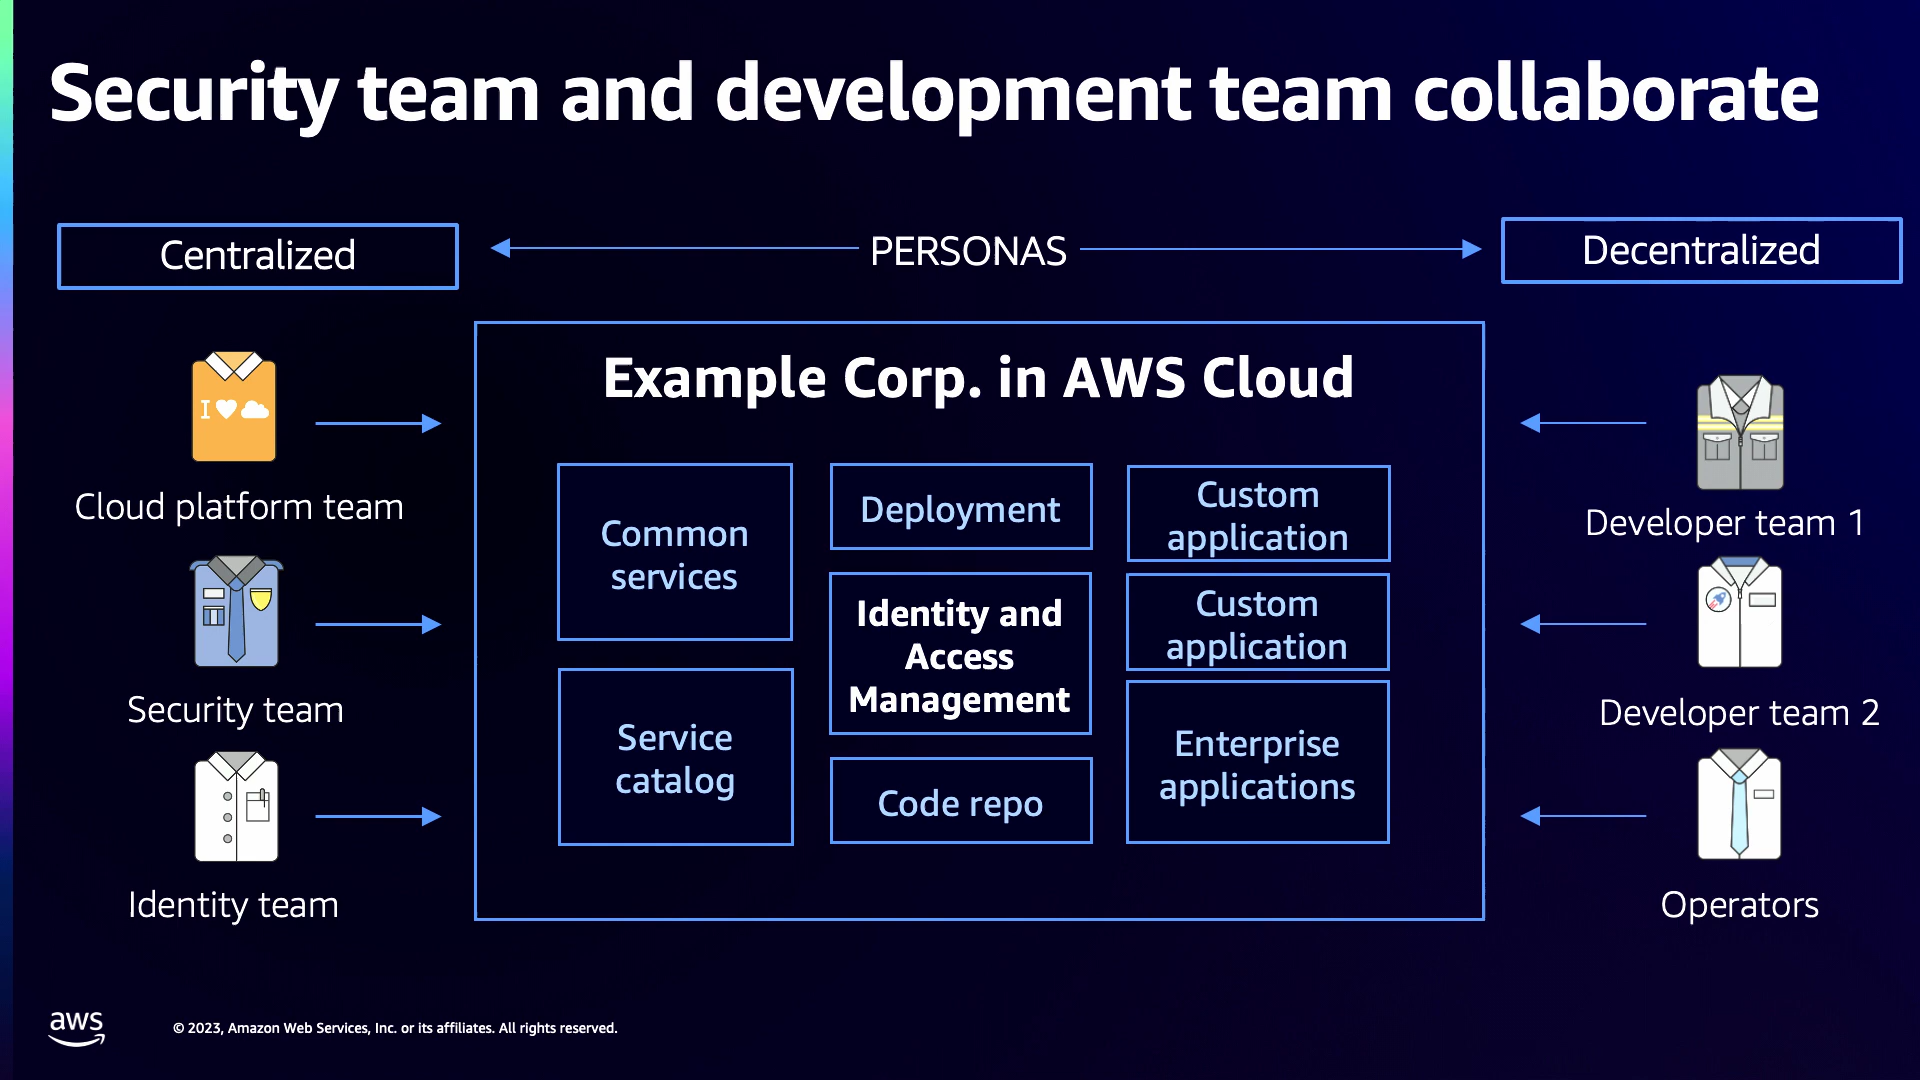 Security team and development team collaborate
Centralized
PERSONAS
Decentralized
Example Corp. in AWS Cloud
I
Cloud platform team
Security team
Identity team
Common
services
Service
catalog
Deployment
Identity and
Access
Management
Code repo
Custom
application
Custom
application
Enterprise
applications
Developer team 1
Developer team 2
Operators
aws
© 2023, Amazon Web Services, Inc. or its affiliates. All rights reserved.